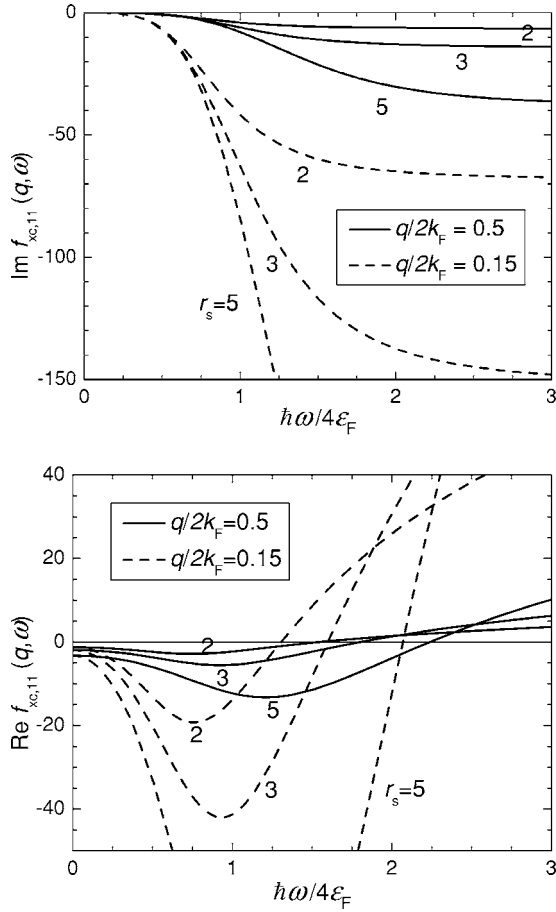 0
-50
-100
-150
Im f_xc,11 (q,ω)
2
3
5
2
q/2k_F = 0.5
q/2k_F = 0.15
3
r_s=5
0 1 2 3
ħω/4ε_F
40
20
0
-20
-40
Re f_xc,11 (q,ω)
q/2k_F=0.5
q/2k_F=0.15
2
3
5
2
3
r_s=5
0 1 2 3
ħω/4ε_F